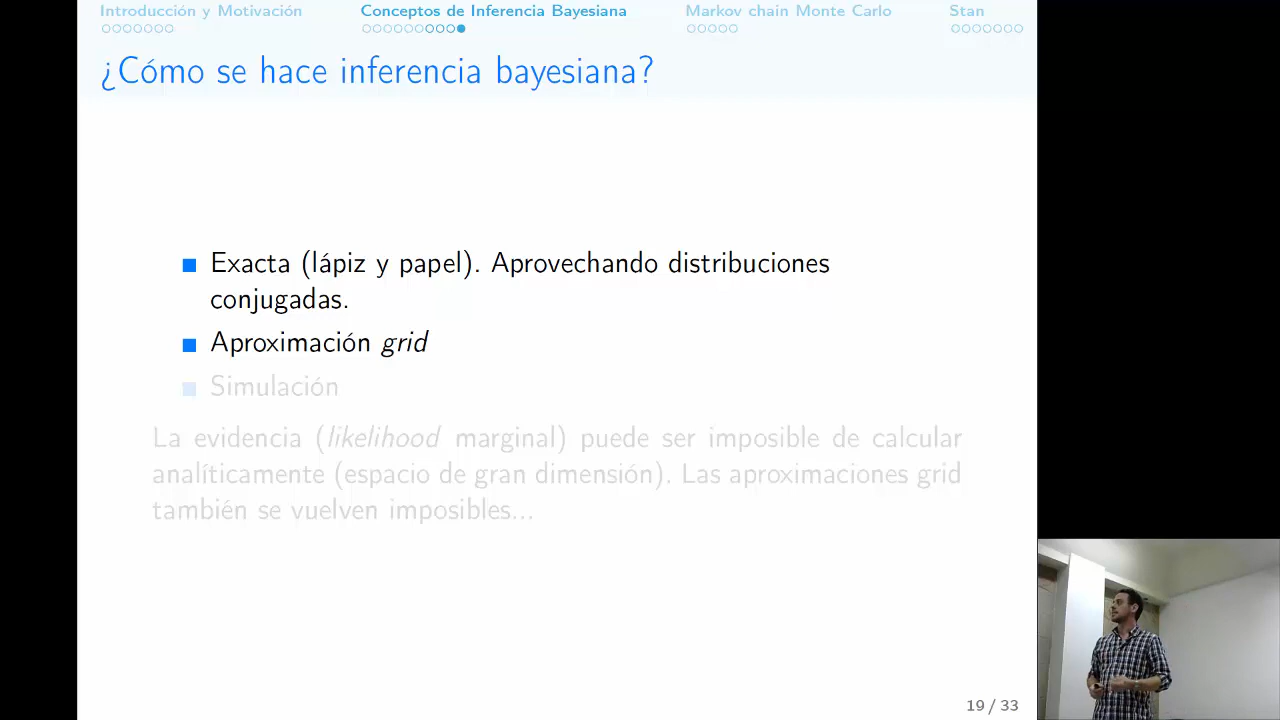 Introducción y Motivación
Conceptos de Inferencia Bayesiana
Markov chain Monte Carlo
Stan
¿Cómo se hace inferencia bayesiana?
Exacta (lápiz y papel). Aprovechando distribuciones
conjugadas.
Aproximación grid
Simulación
La evidencia (likelihood marginal) puede ser imposible de calcular
analíticamente (espacio de gran dimensión). Las aproximaciones grid
también se vuelven imposibles...
19 / 33